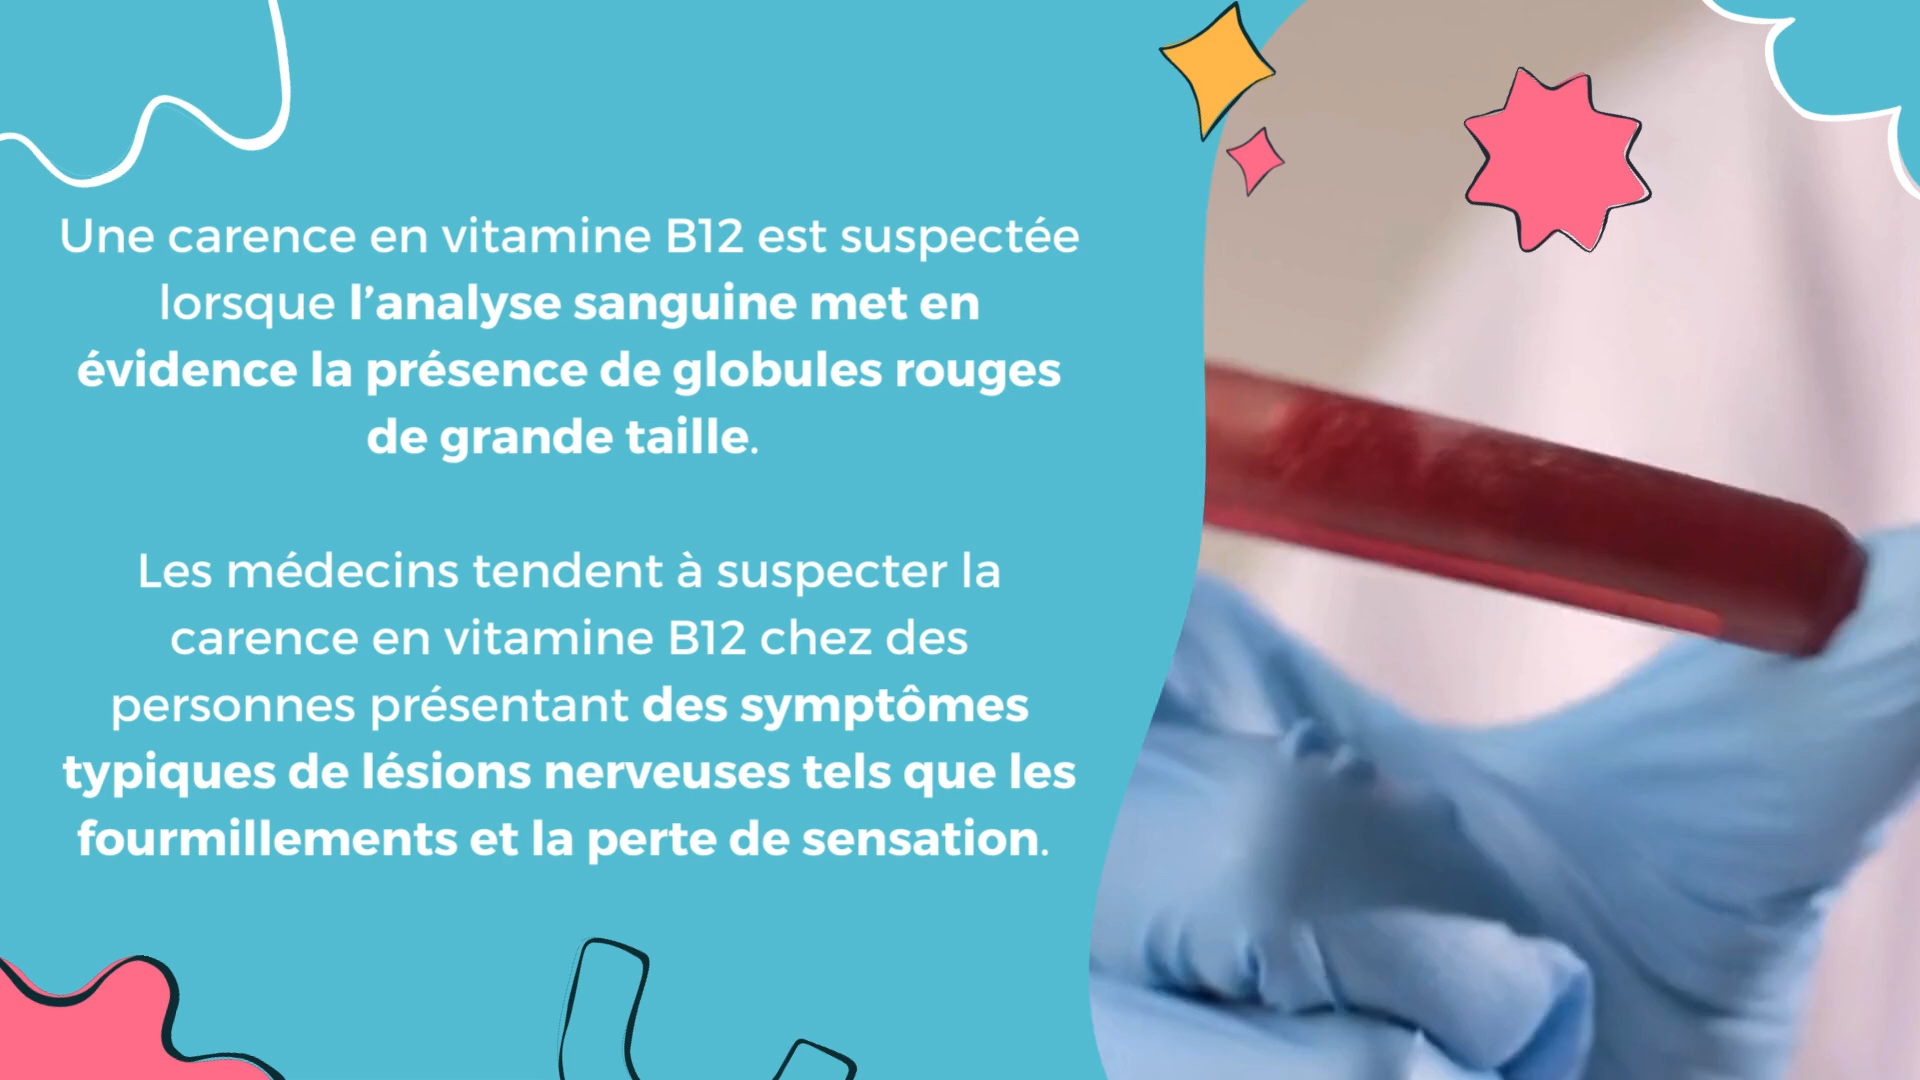 Une carence en vitamine B12 est suspectée
lorsque l’analyse sanguine met en
évidence la présence de globules rouges
de grande taille.
Les médecins tendent à suspecter la
carence en vitamine B12 chez des
personnes présentant des symptômes
typiques de lésions nerveuses tels que les
fourmillements et la perte de sensation.